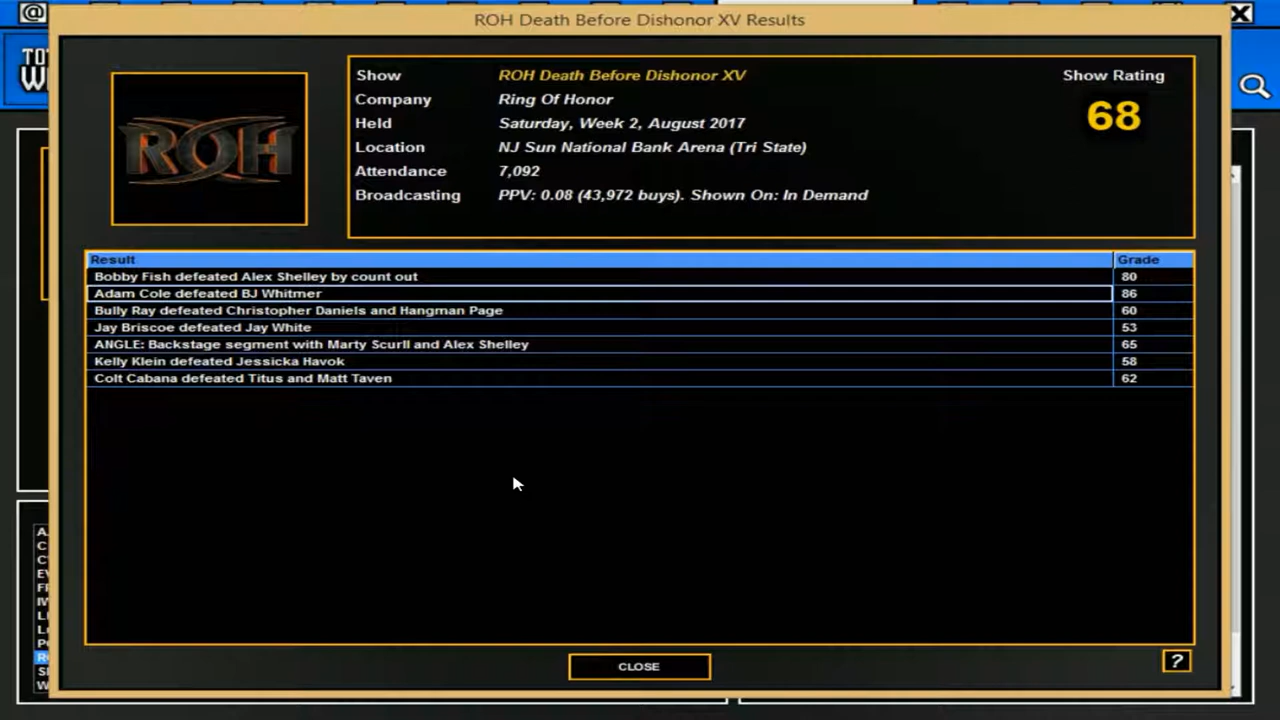 @
ROH Death Before Dishonor XV Results
X
TO
W
ROH
Show ROH Death Before Dishonor XV
Company Ring Of Honor
Held Saturday, Week 2, August 2017
Location NJ Sun National Bank Arena (Tri State)
Attendance 7,092
Broadcasting PPV: 0.08 (43,972 buys). Shown On: In Demand
Show Rating
68
Result Grade
Bobby Fish defeated Alex Shelley by count out 80
Adam Cole defeated BJ Whitmer 86
Bully Ray defeated Christopher Daniels and Hangman Page 60
Jay Briscoe defeated Jay White 53
ANGLE: Backstage segment with Marty Scurll and Alex Shelley 65
Kelly Klein defeated Jessicka Havok 58
Colt Cabana defeated Titus and Matt Taven 62
CLOSE
?